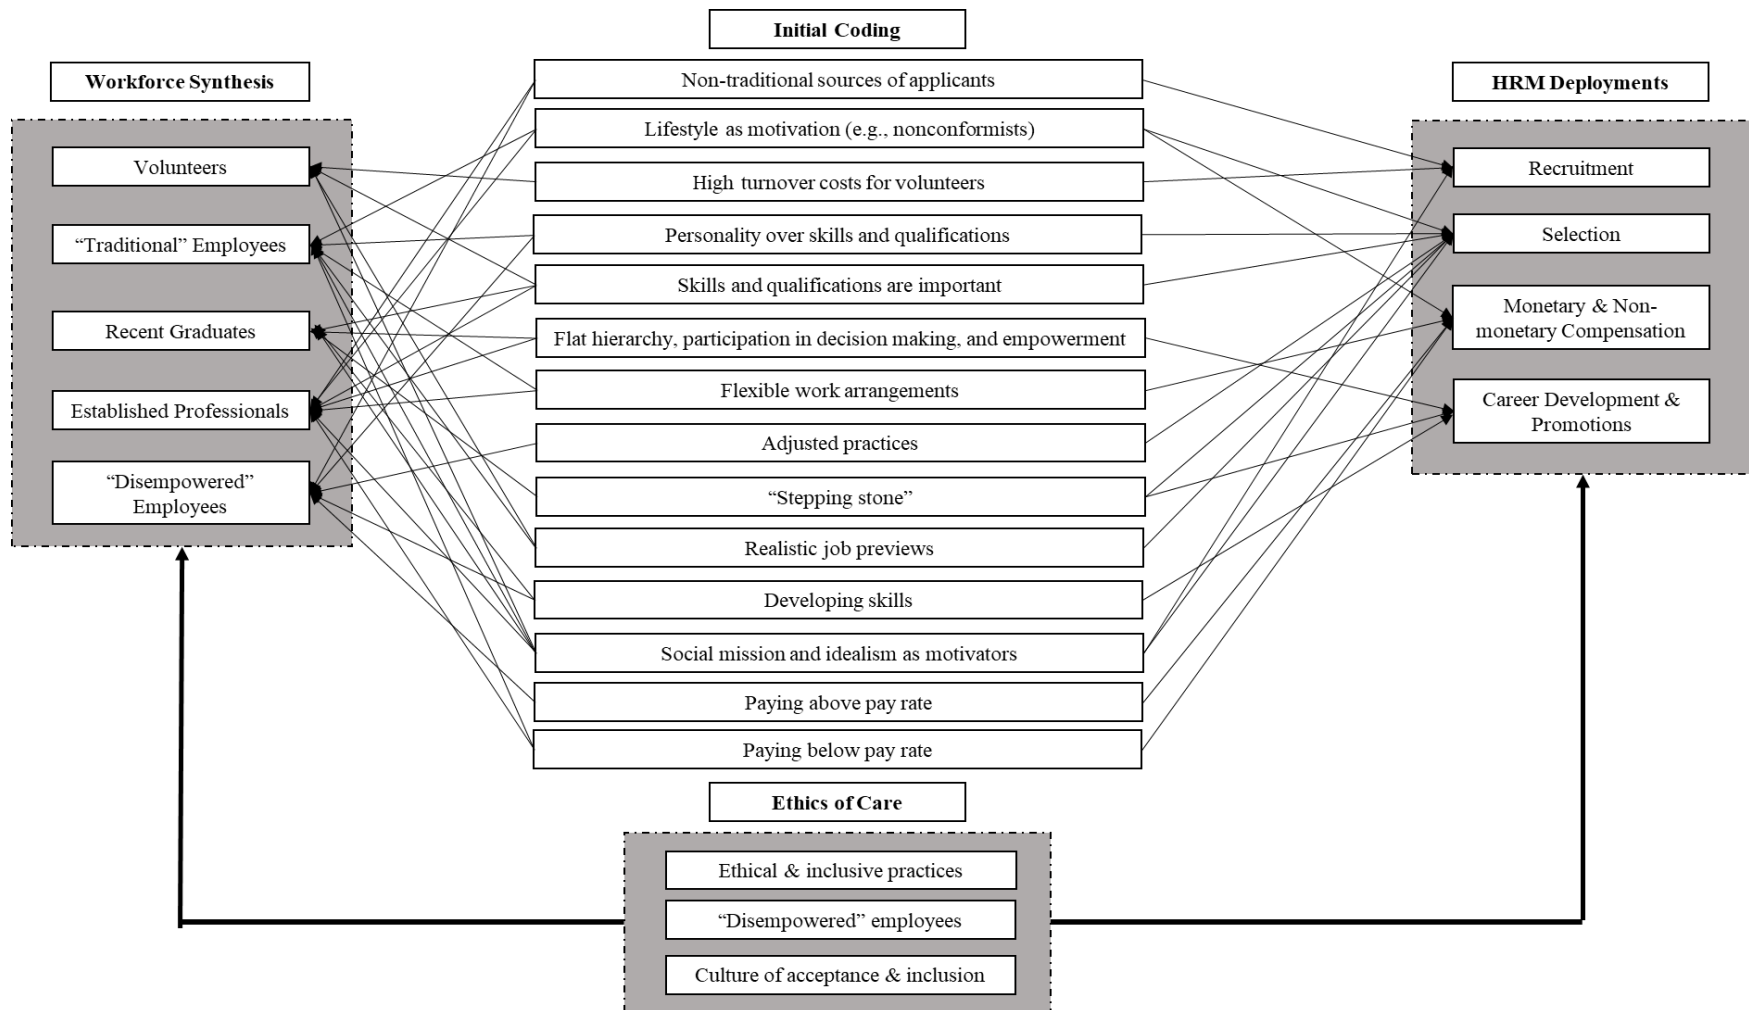 Initial Coding
Workforce Synthesis
Volunteers
“Traditional” Employees
Recent Graduates
Established Professionals
“Disempowered”
Employees
Non-traditional sources of applicants
Lifestyle as motivation (e.g., nonconformists)
High turnover costs for volunteers
Personality over skills and qualifications
Skills and qualifications are important
Flat hierarchy, participation in decision making, and empowerment
Flexible work arrangements
Adjusted practices
“Stepping stone”
Realistic job previews
Developing skills
Social mission and idealism as motivators
Paying above pay rate
Paying below pay rate
HRM Deployments
Recruitment
Selection
Monetary & Non-
monetary Compensation
Career Development &
Promotions
Ethics of Care
Ethical & inclusive practices
“Disempowered” employees
Culture of acceptance & inclusion